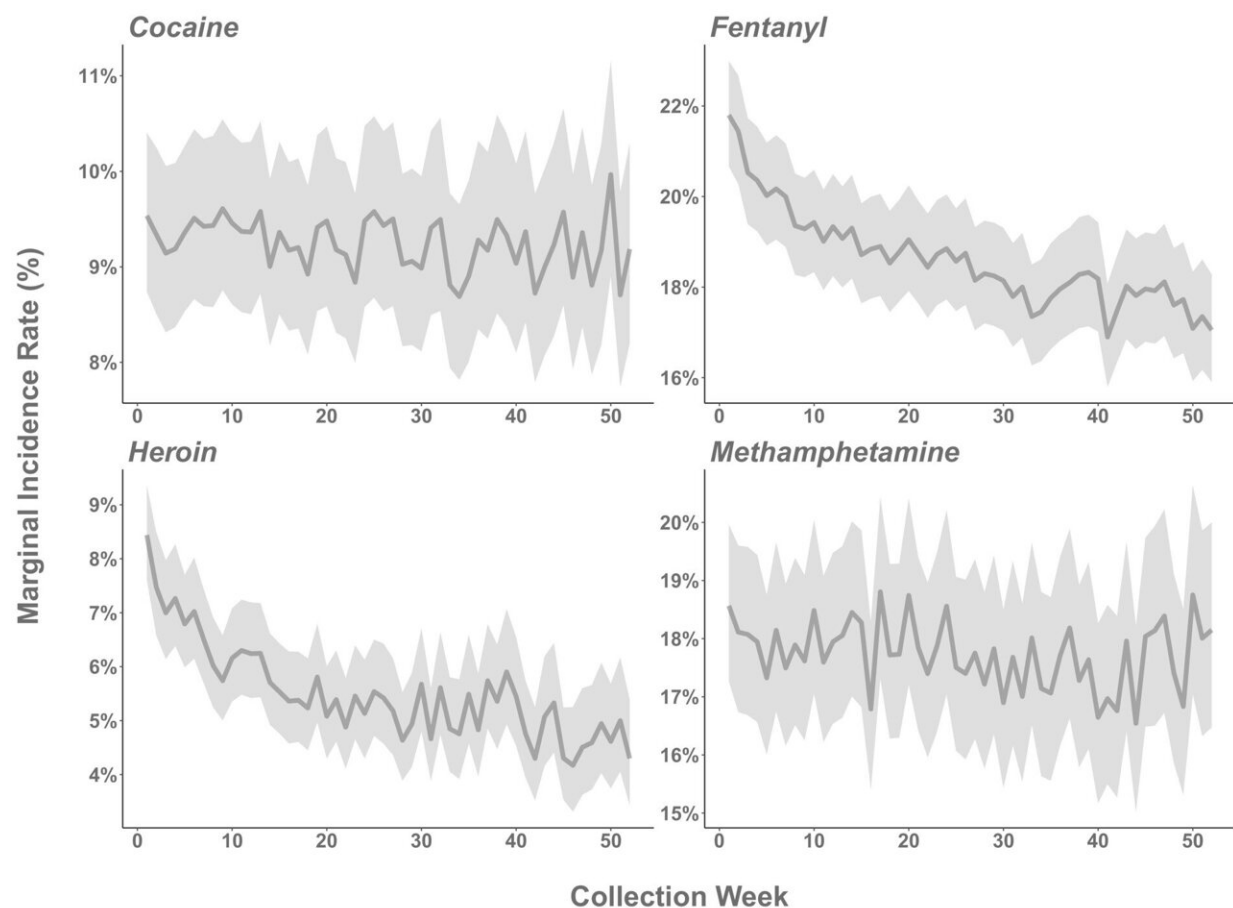 Cocaine
11%
10%
9%
8%
0 10 20 30 40 50
Fentanyl
22%
20%
18%
16%
0 10 20 30 40 50
Heroin
9%
8%
7%
6%
5%
4%
0 10 20 30 40 50
Methamphetamine
20%
19%
18%
17%
16%
15%
0 10 20 30 40 50
Marginal Incidence Rate (%)
Collection Week